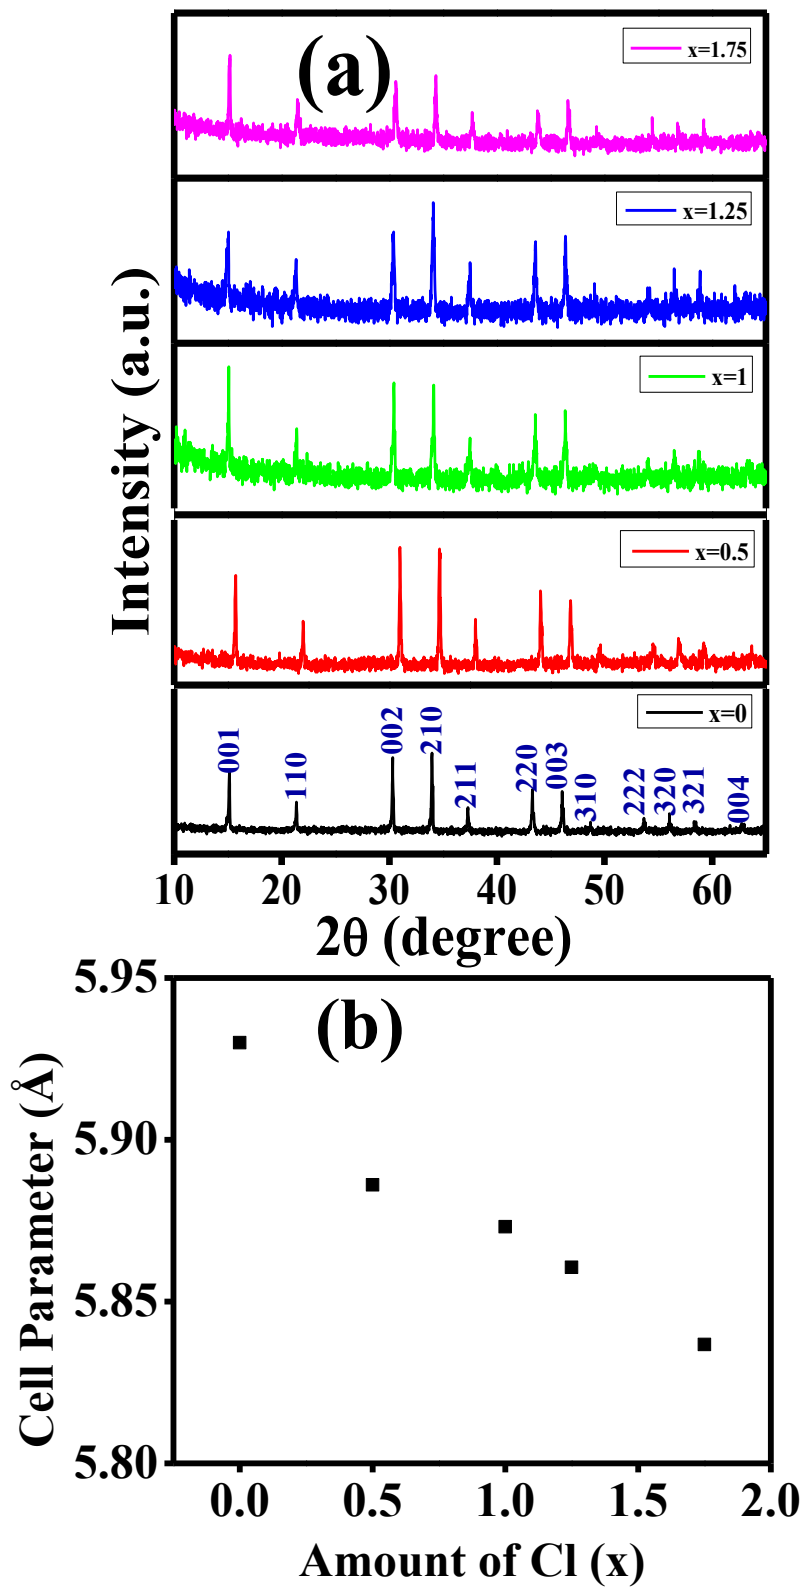 (a)
x=1.75
x=1.25
x=1
x=0.5
x=0
Intensity (a.u.)
001
110
002
210
211
220
003
310
222
320
321
004
10 20 30 40 50 60
2θ (degree)
(b)
5.95
5.90
5.85
5.80
Cell Parameter (Å)
0.0 0.5 1.0 1.5 2.0
Amount of Cl (x)